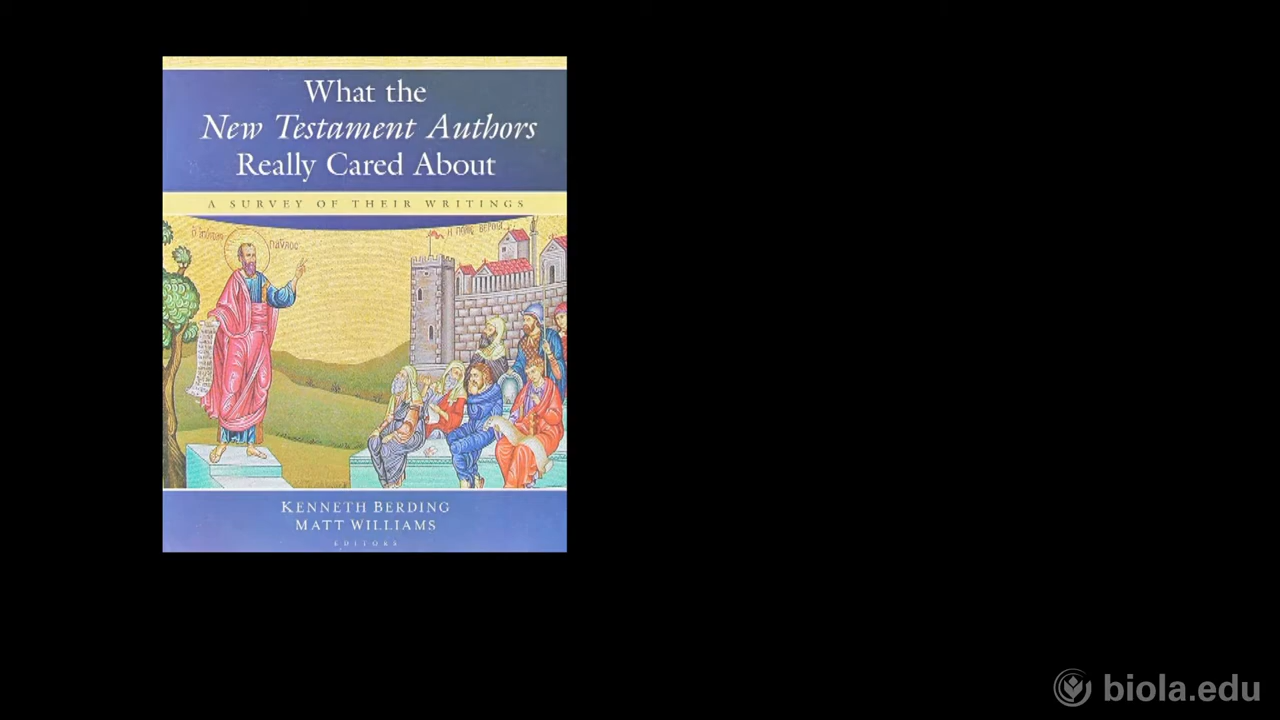 What the
New Testament Authors
Really Cared About
A SURVEY OF THEIR WRITINGS
ΠΑΥΛΟC
KENNETH BERDING
MATT WILLIAMS
EDITORS
biola.edu